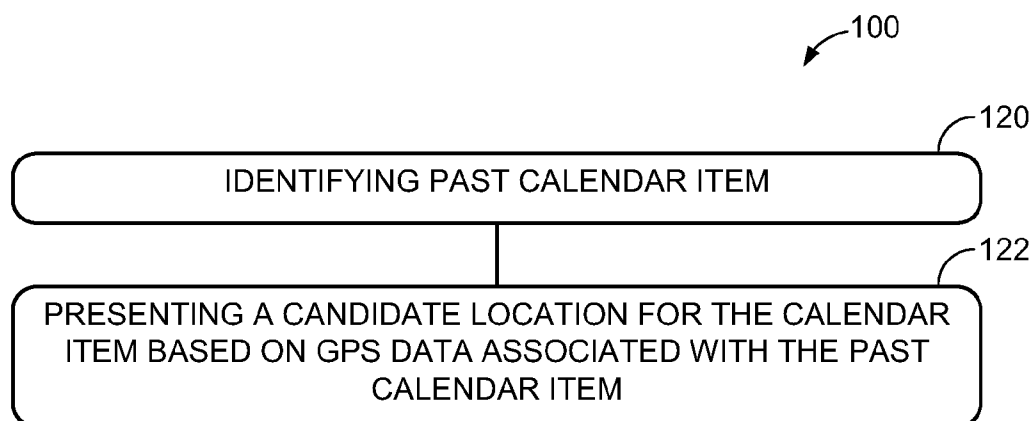 100
120
IDENTIFYING PAST CALENDAR ITEM
122
PRESENTING A CANDIDATE LOCATION FOR THE CALENDAR
ITEM BASED ON GPS DATA ASSOCIATED WITH THE PAST
CALENDAR ITEM